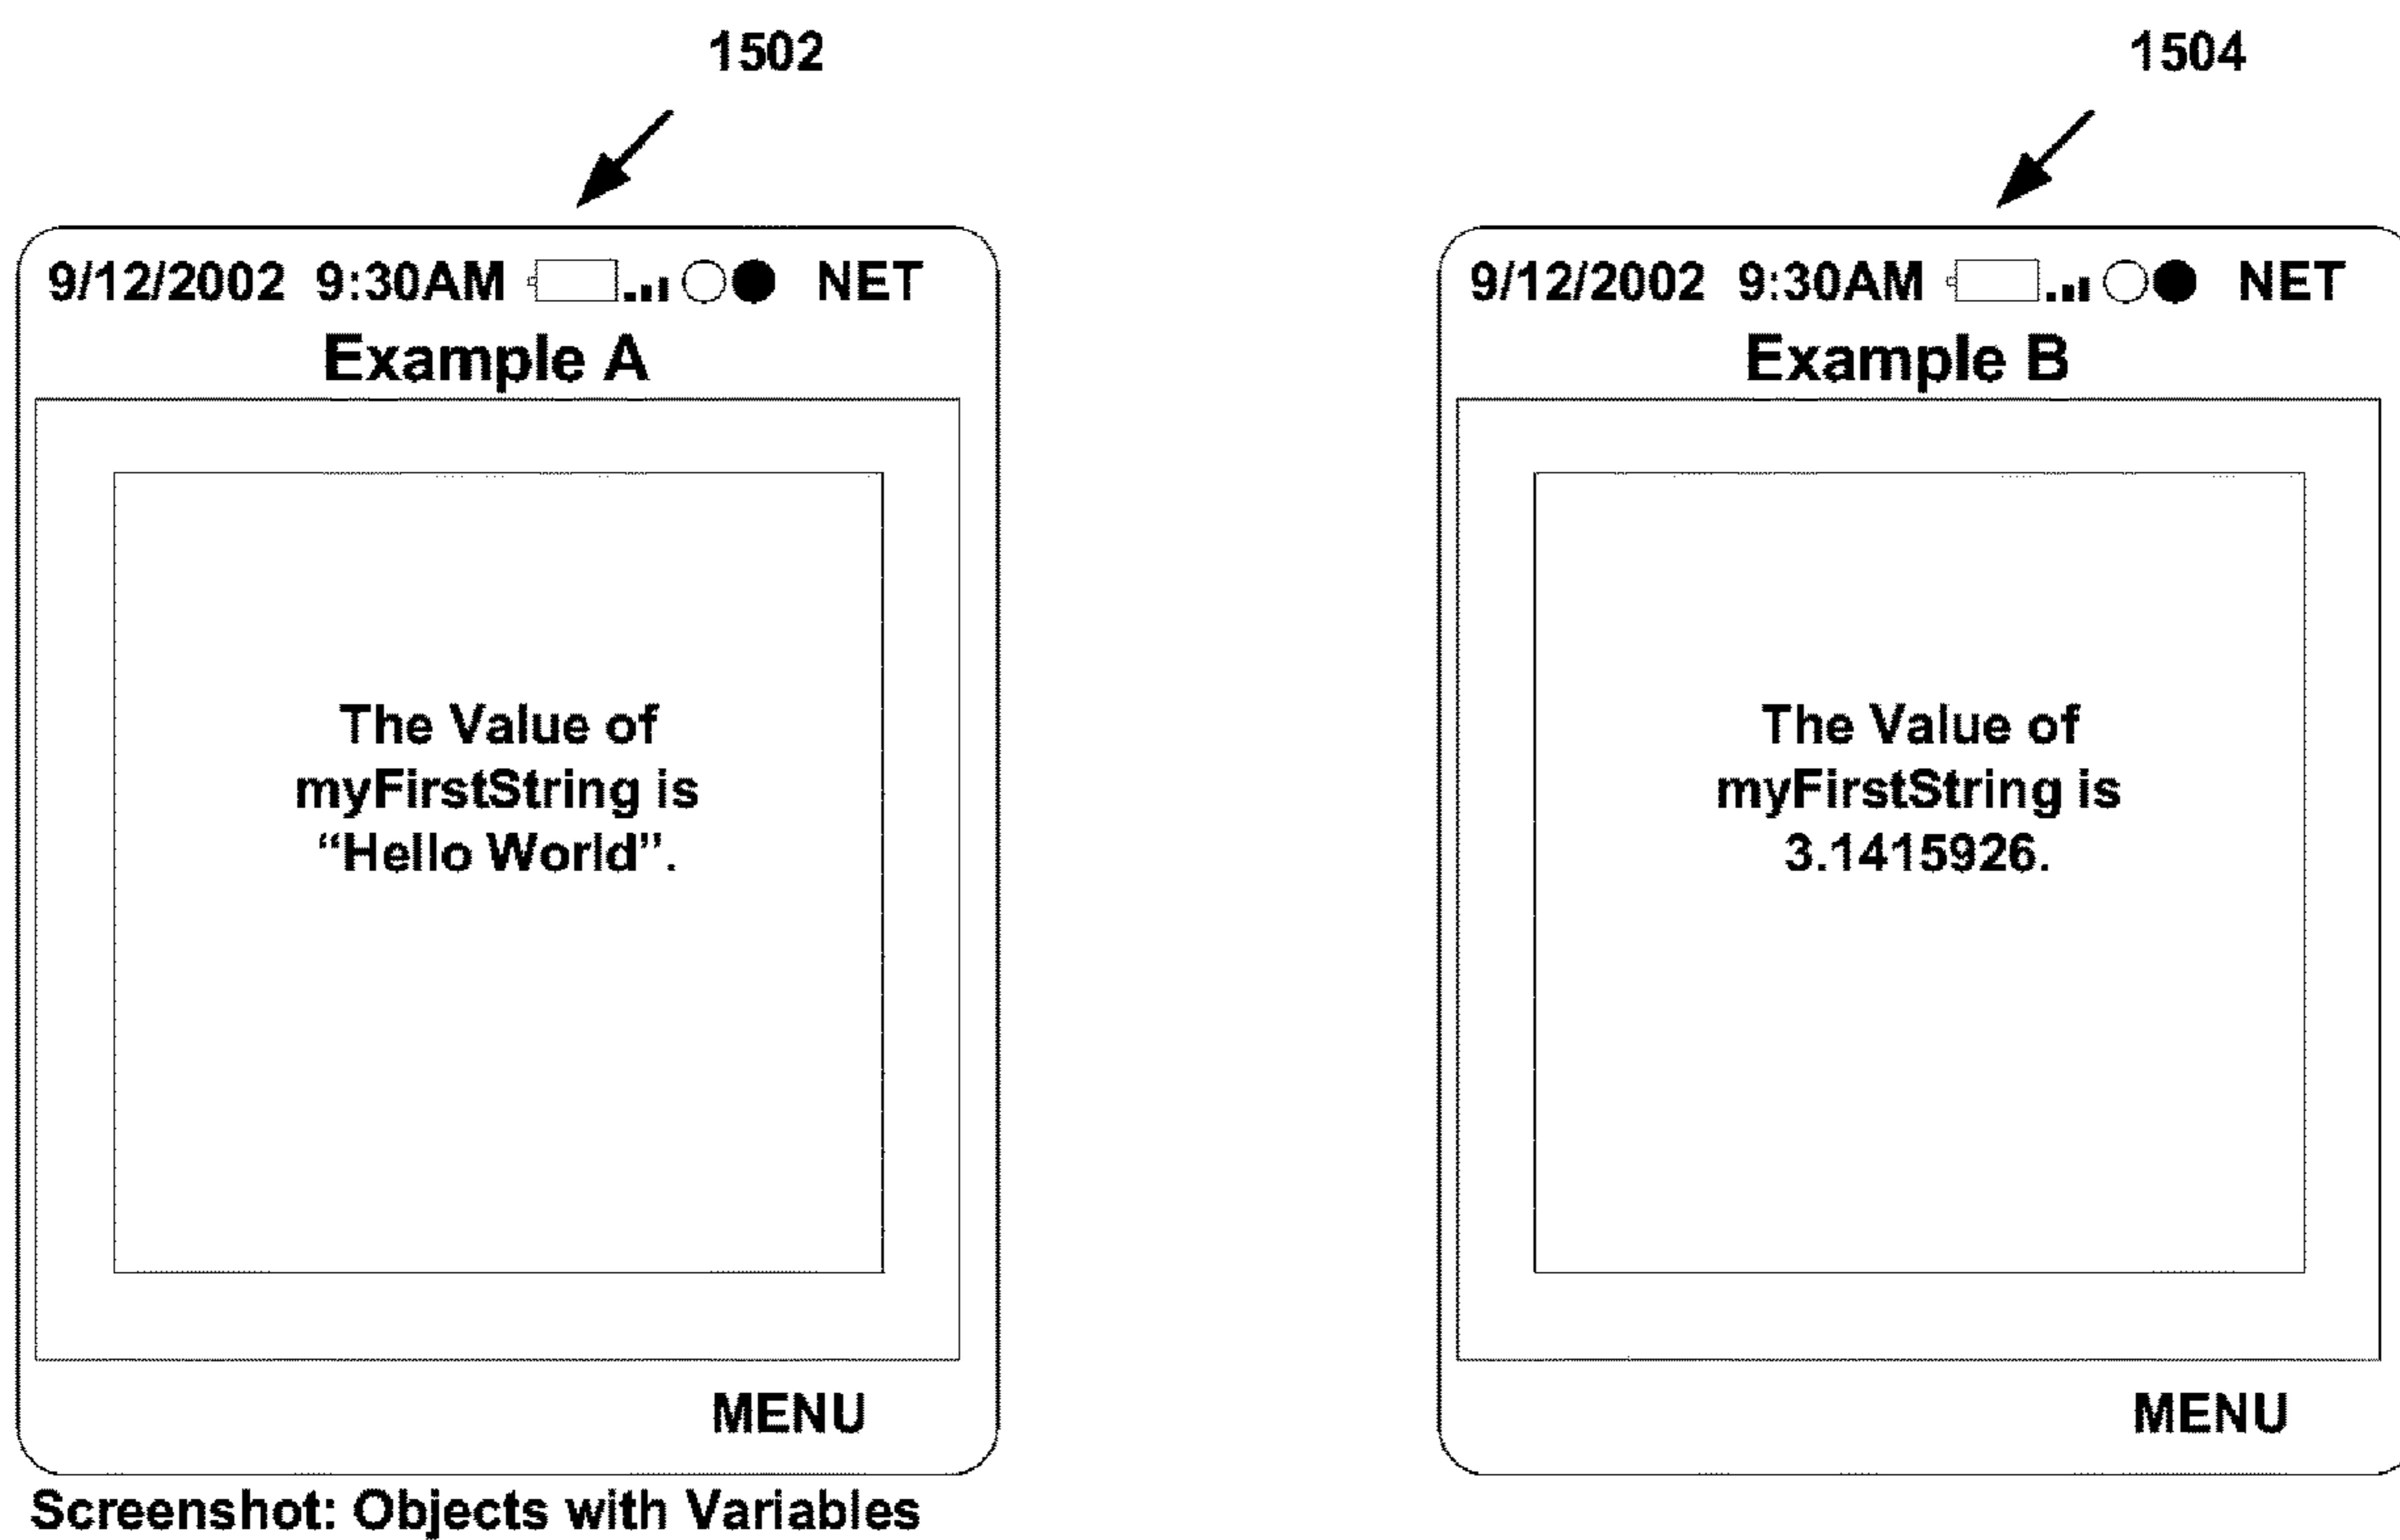 1502
9/12/2002 9:30AM NET
Example A
The Value of
myFirstString is
“Hello World”.
MENU
Screenshot: Objects with Variables
1504
9/12/2002 9:30AM NET
Example B
The Value of
myFirstString is
3.1415926.
MENU